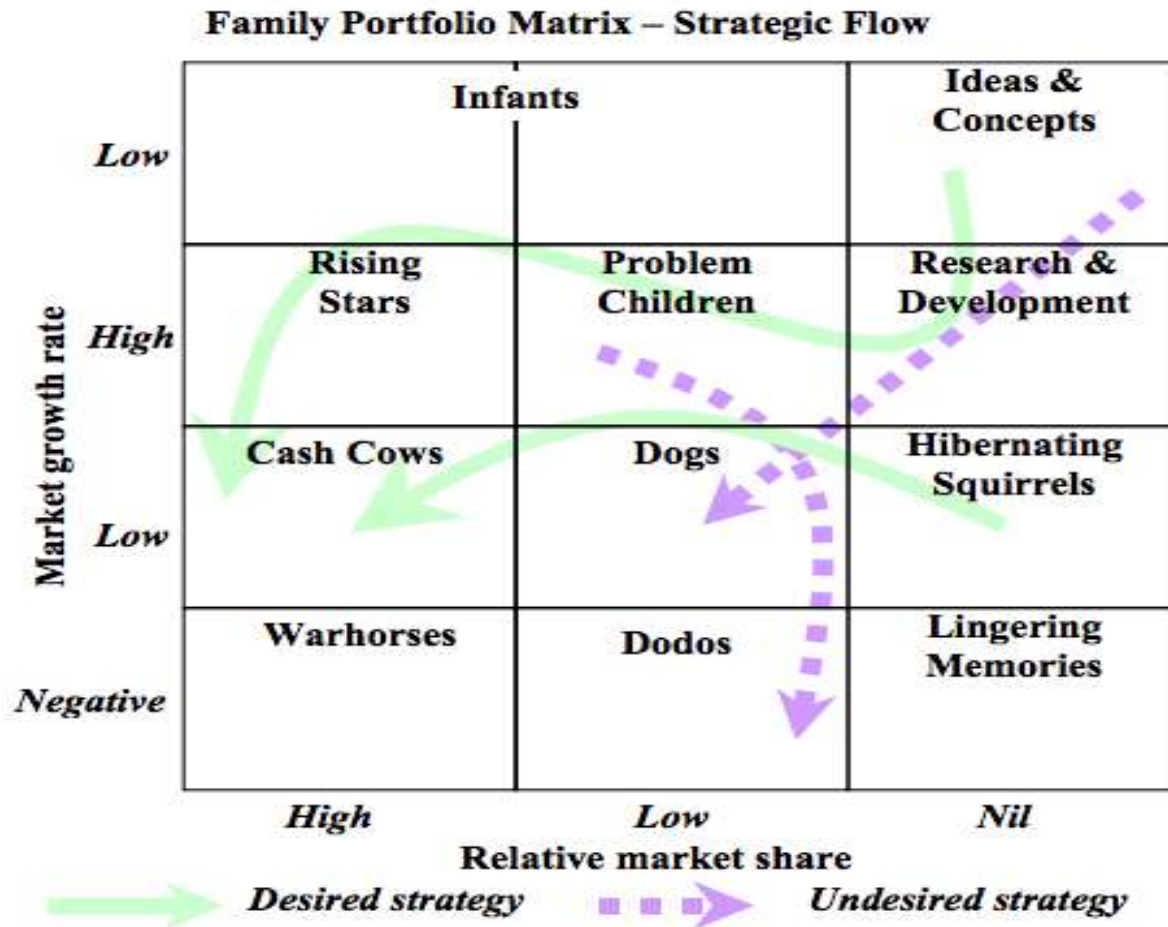 Family Portfolio Matrix – Strategic Flow
Infants
Ideas &
Concepts
Low
Rising
Stars
Problem
Children
Research &
Development
High
Market growth rate
Cash Cows
Dogs
Hibernating
Squirrels
Low
Warhorses
Dodos
Lingering
Memories
Negative
High
Low
Nil
Relative market share
Desired strategy
Undesired strategy